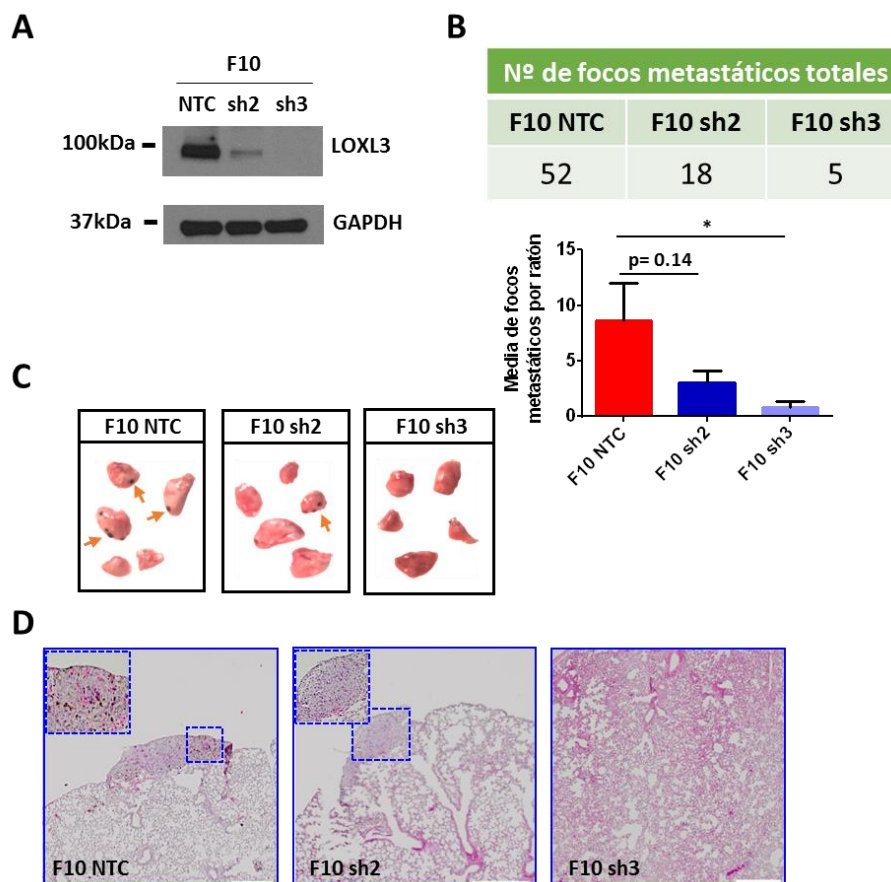 A
F10
NTC sh2 sh3
100kDa
LOXL3
37kDa
GAPDH
B
Nº de focos metastáticos totales
F10 NTC F10 sh2 F10 sh3
52 18 5
Media de focos
metastáticos por ratón
15
10
5
0
*
p= 0.14
F10 NTC
F10 sh2
F10 sh3
C
F10 NTC F10 sh2 F10 sh3
D
F10 NTC
F10 sh2
F10 sh3